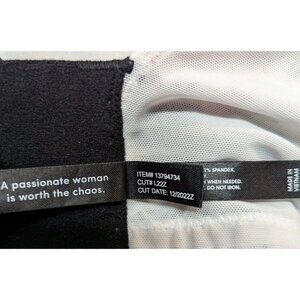 A passionate woman
is worth the chaos.
ITEM# 13794734
CUT# L22Z
CUT DATE: 12/2022Z
% SPANDEX.
WHEN NEEDED.
DO NOT IRON.
MADE IN
VIETNAM